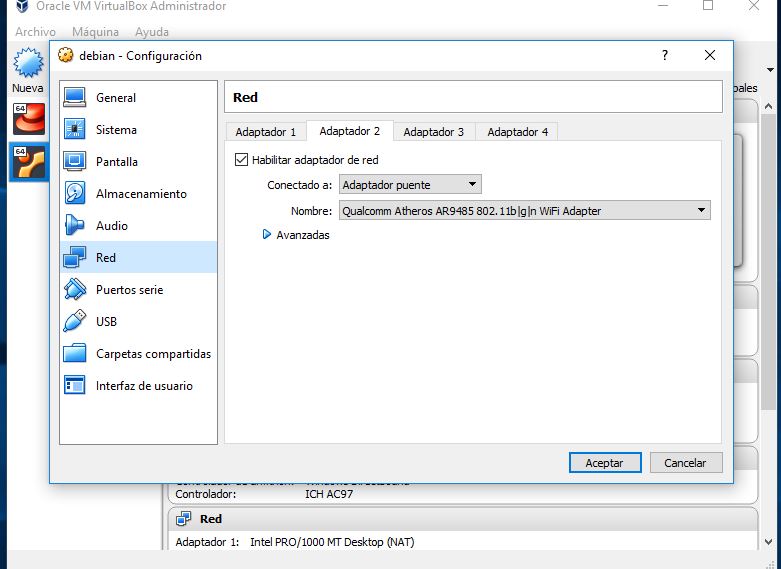 Oracle VM VirtualBox Administrador
Archivo Máquina Ayuda
Nueva
64
64
debian - Configuración ?
General
Sistema
Pantalla
Almacenamiento
Audio
Red
Puertos serie
USB
Carpetas compartidas
Interfaz de usuario
Red
Adaptador 1 Adaptador 2 Adaptador 3 Adaptador 4
Habilitar adaptador de red
Conectado a: Adaptador puente
Nombre: Qualcomm Atheros AR9485 802.11b|g|n WiFi Adapter
Avanzadas
Aceptar Cancelar
Controlador: ICH AC97
Red
Adaptador 1: Intel PRO/1000 MT Desktop (NAT)